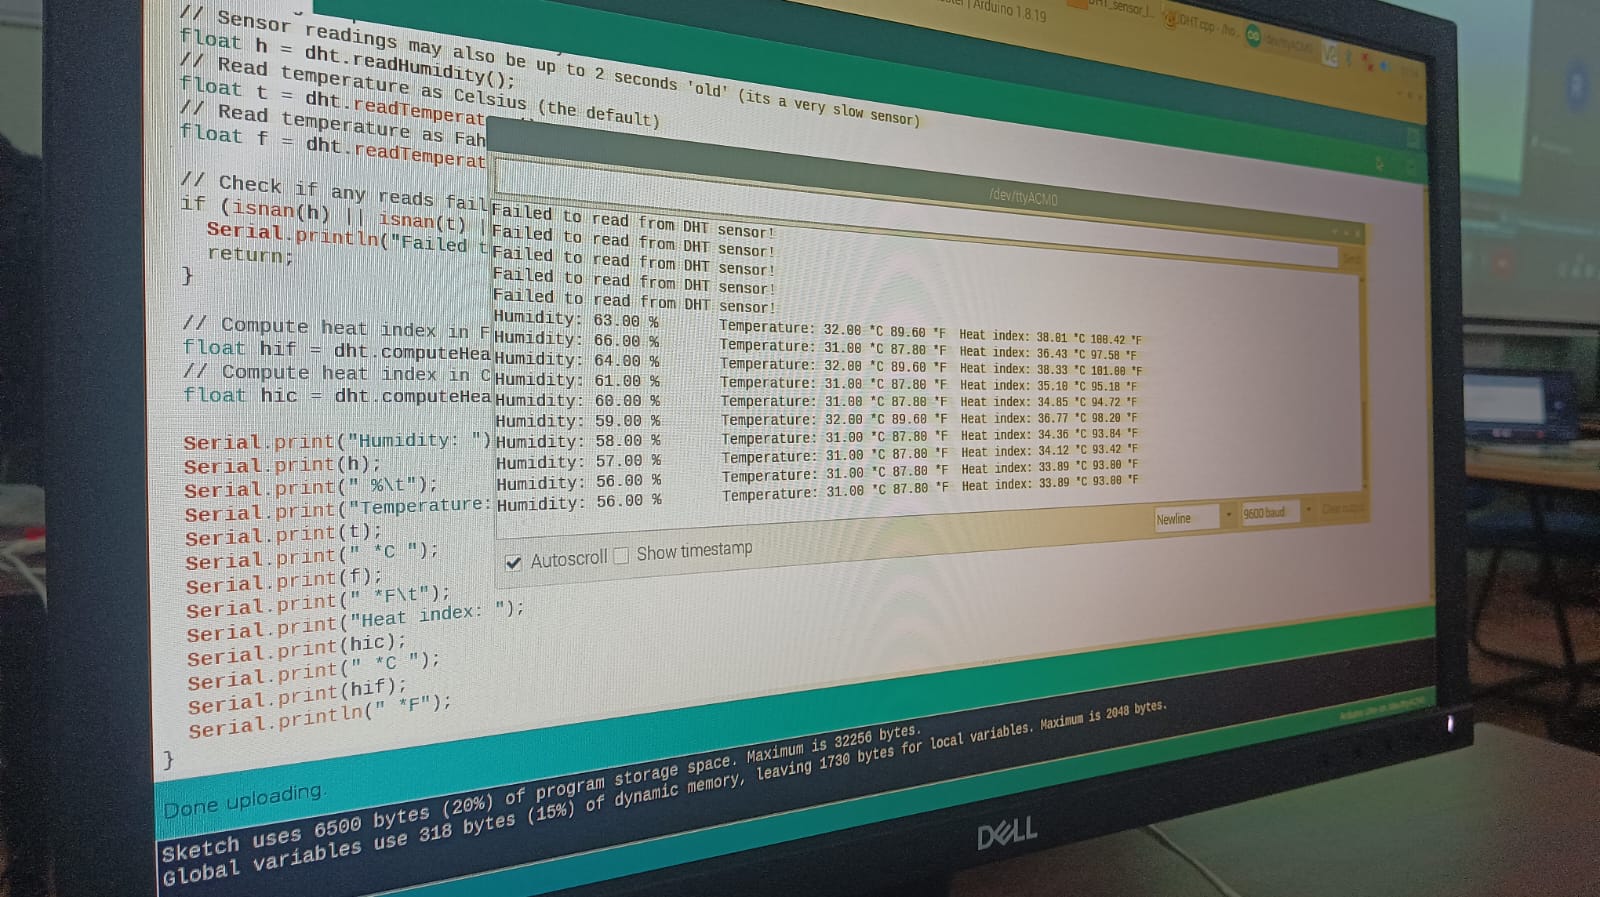 | Arduino 1.8.19
DHT_sensor_l...
DHT.cpp - /ho...
/dev/ttyACM0
// Sensor readings may also be up to 2 seconds 'old' (its a very slow sensor)
float h = dht.readHumidity();
// Read temperature as Celsius (the default)
float t = dht.readTemperat
// Read temperature as Fah
float f = dht.readTemperat
// Check if any reads fail
if (isnan(h) || isnan(t) |
Serial.println("Failed t
return;
}
// Compute heat index in F
float hif = dht.computeHea
// Compute heat index in C
float hic = dht.computeHea
Serial.print("Humidity: ")
Serial.print(h);
Serial.print(" %\t");
Serial.print("Temperature:
Serial.print(t);
Serial.print(" *C ");
Serial.print(f);
Serial.print(" *F\t");
Serial.print("Heat index: ");
Serial.print(hic);
Serial.print(" *C ");
Serial.print(hif);
Serial.println(" *F");
}
/dev/ttyACM0
Send
Failed to read from DHT sensor!
Failed to read from DHT sensor!
Failed to read from DHT sensor!
Failed to read from DHT sensor!
Failed to read from DHT sensor!
Humidity: 63.00 % Temperature: 32.00 *C 89.60 *F Heat index: 38.01 *C 100.42 *F
Humidity: 66.00 % Temperature: 31.00 *C 87.80 *F Heat index: 36.43 *C 97.58 *F
Humidity: 64.00 % Temperature: 32.00 *C 89.60 *F Heat index: 38.33 *C 101.00 *F
Humidity: 61.00 % Temperature: 31.00 *C 87.80 *F Heat index: 35.10 *C 95.18 *F
Humidity: 60.00 % Temperature: 31.00 *C 87.80 *F Heat index: 34.85 *C 94.72 *F
Humidity: 59.00 % Temperature: 32.00 *C 89.60 *F Heat index: 36.77 *C 98.20 *F
Humidity: 58.00 % Temperature: 31.00 *C 87.80 *F Heat index: 34.36 *C 93.84 *F
Humidity: 57.00 % Temperature: 31.00 *C 87.80 *F Heat index: 34.12 *C 93.42 *F
Humidity: 56.00 % Temperature: 31.00 *C 87.80 *F Heat index: 33.89 *C 93.00 *F
Humidity: 56.00 % Temperature: 31.00 *C 87.80 *F Heat index: 33.89 *C 93.00 *F
Autoscroll Show timestamp Newline 9600 baud Clear output
Done uploading.
Sketch uses 6500 bytes (20%) of program storage space. Maximum is 32256 bytes.
Global variables use 318 bytes (15%) of dynamic memory, leaving 1730 bytes for local variables. Maximum is 2048 bytes.
DELL